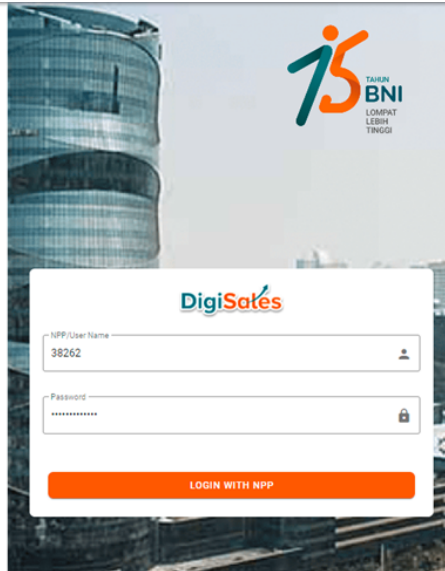 75
TAHUN
BNI
LOMPAT
LEBIH
TINGGI
DigiSales
NPP/User Name
38262
Password
•••••••••••••
LOGIN WITH NPP